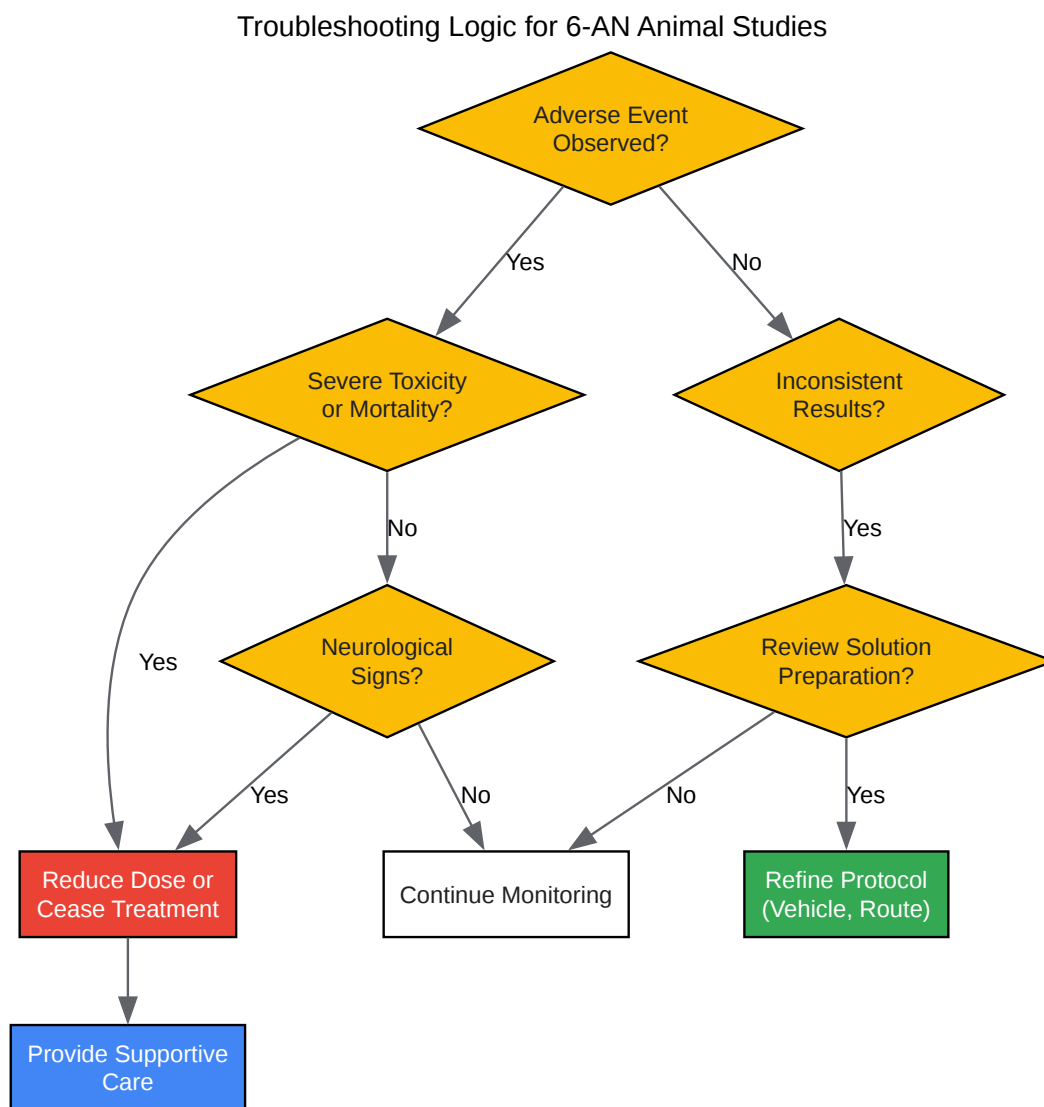 Troubleshooting Logic for 6-AN Animal Studies
Adverse Event
Observed?
Yes
No
Severe Toxicity
or Mortality?
Inconsistent
Results?
No
Yes
Neurological
Signs?
Review Solution
Preparation?
Yes
Yes
No
No
Yes
Reduce Dose or
Cease Treatment
Continue Monitoring
Refine Protocol
(Vehicle, Route)
Provide Supportive
Care